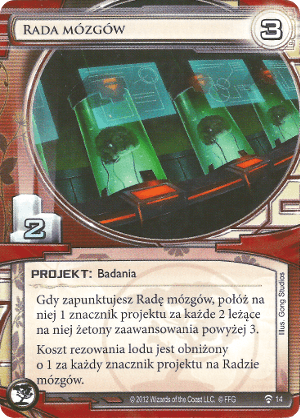 RADA MÓZGÓW
3
2
PROJEKT: Badania
Gdy zapunktujesz Radę mózgów, połóż na
niej 1 znacznik projektu za każde 2 leżące
na niej żetony zaawansowania powyżej 3.
Koszt rezowania lodu jest obniżony
o 1 za każdy znacznik projektu na Radzie
mózgów.
Illus. Gong Studios
© 2012 Wizards of the Coast LLC. © FFG
14